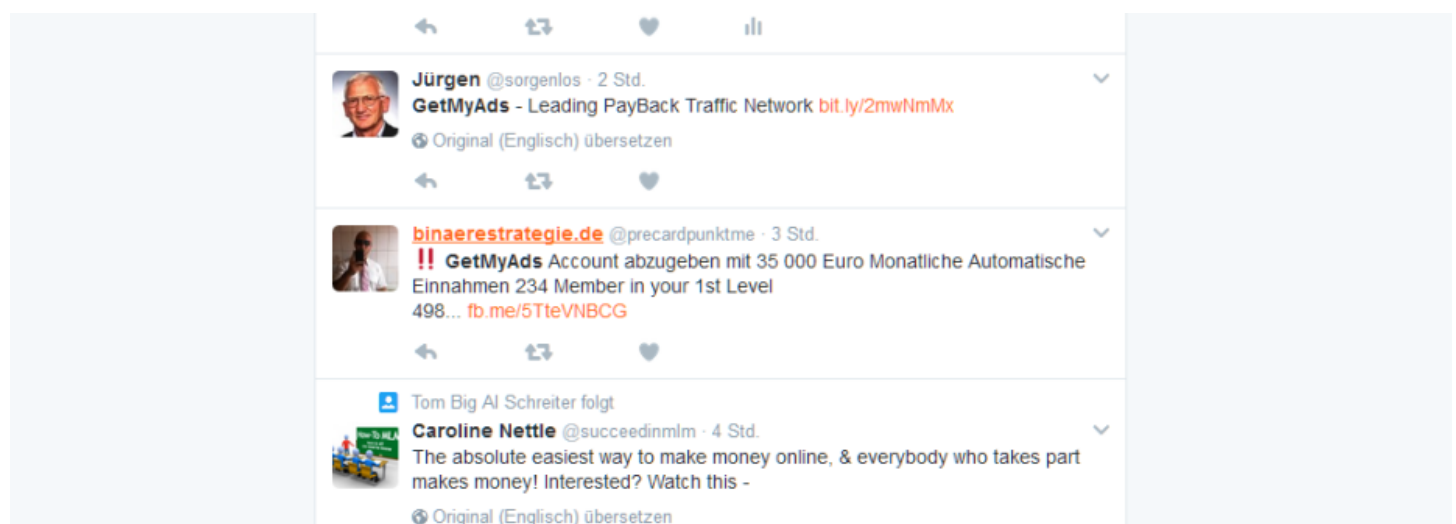 Jürgen @sorgenlos · 2 Std.
GetMyAds - Leading PayBack Traffic Network bit.ly/2mwNmMx
Original (Englisch) übersetzen
binaerestrategie.de @precardpunktme · 3 Std.
‼ GetMyAds Account abzugeben mit 35 000 Euro Monatliche Automatische
Einnahmen 234 Member in your 1st Level
498... fb.me/5TteVNBCG
Tom Big Al Schreiter folgt
Caroline Nettle @succeedinmlm · 4 Std.
How-To MLM
The absolute easiest way to make money online, & everybody who takes part
makes money! Interested? Watch this -
Original (Englisch) übersetzen